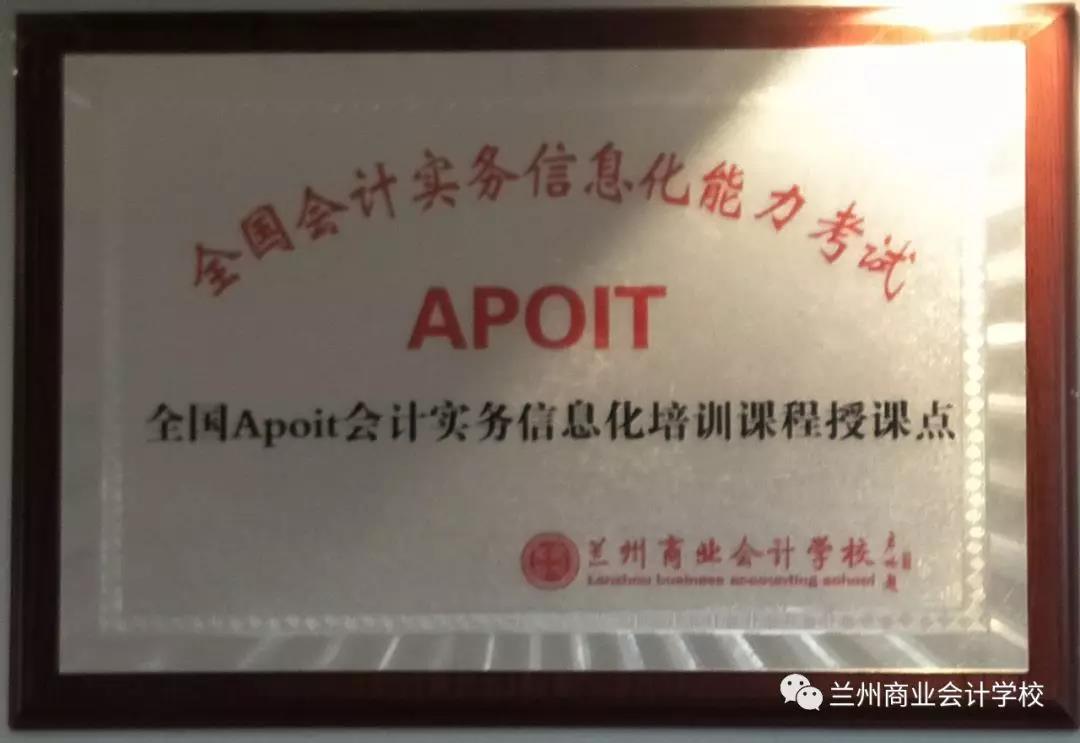 全国会计实务信息化能力考试
APOIT
全国Apoit会计实务信息化培训课程授课点
兰州商业会计学校
Lanzhou business accounting school
兰州商业会计学校